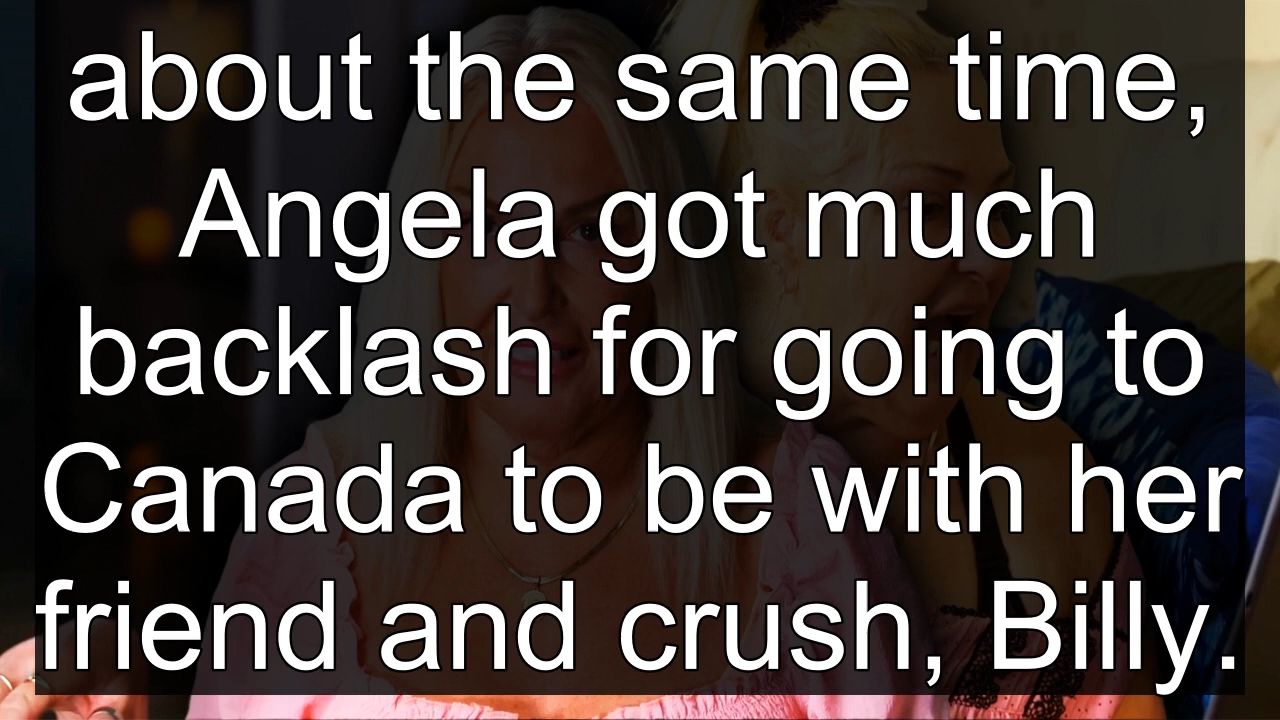 about the same time,
Angela got much
backlash for going to
Canada to be with her
friend and crush, Billy.